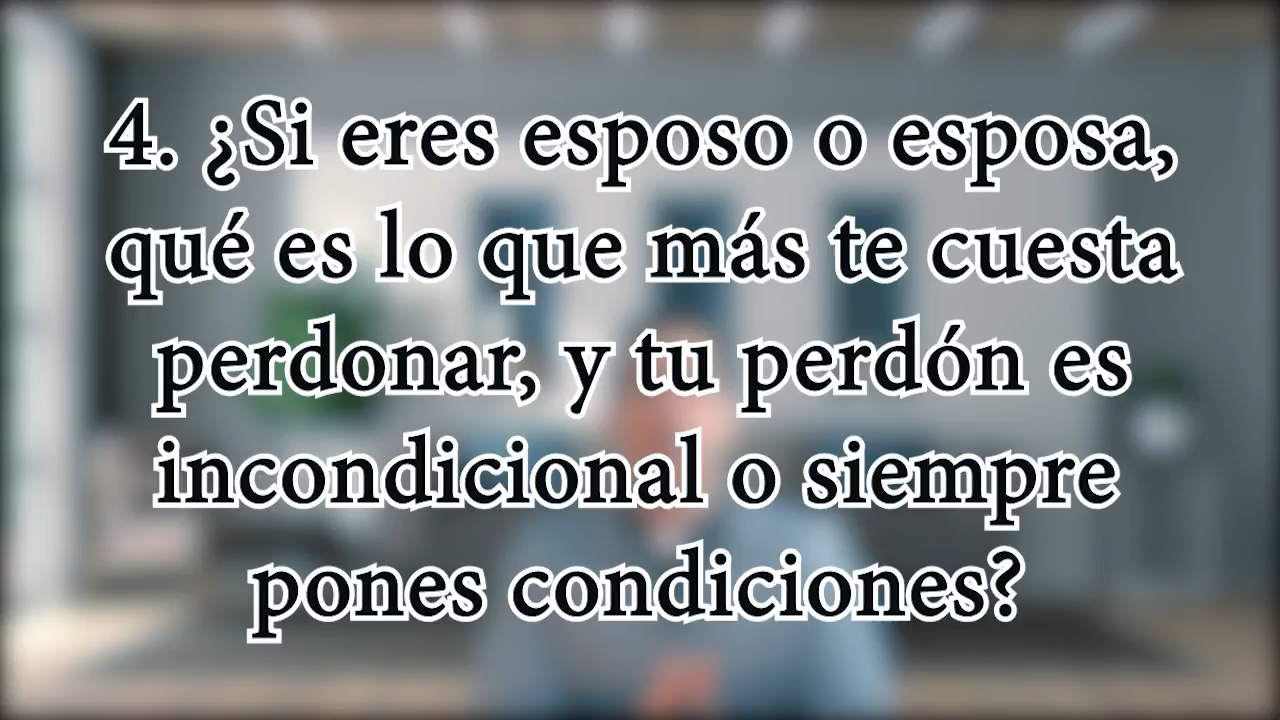 4. ¿Si eres esposo o esposa,
qué es lo que más te cuesta
perdonar, y tu perdón es
incondicional o siempre
pones condiciones?